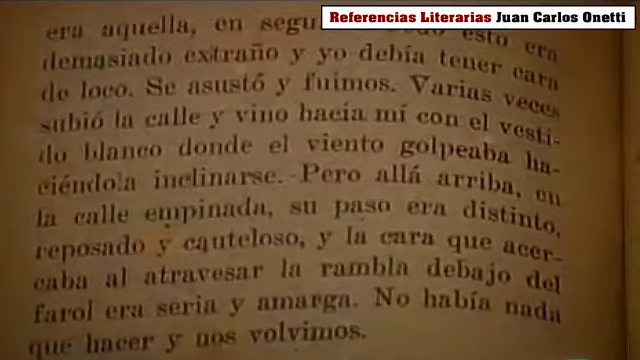 Referencias Literarias Juan Carlos Onetti
era aquella, en segu esto era
demasiado extraño y yo debía tener cara
de loco. Se asustó y fuimos. Varias veces
subió la calle y vino hacia mí con el vesti-
do blanco donde el viento golpeaba ha-
ciéndola inclinarse. Pero allá arriba, en
la calle empinada, su paso era distinto,
reposado y cauteloso, y la cara que acer-
caba al atravesar la rambla debajo del
farol era seria y amarga. No había nada
que hacer y nos volvimos.